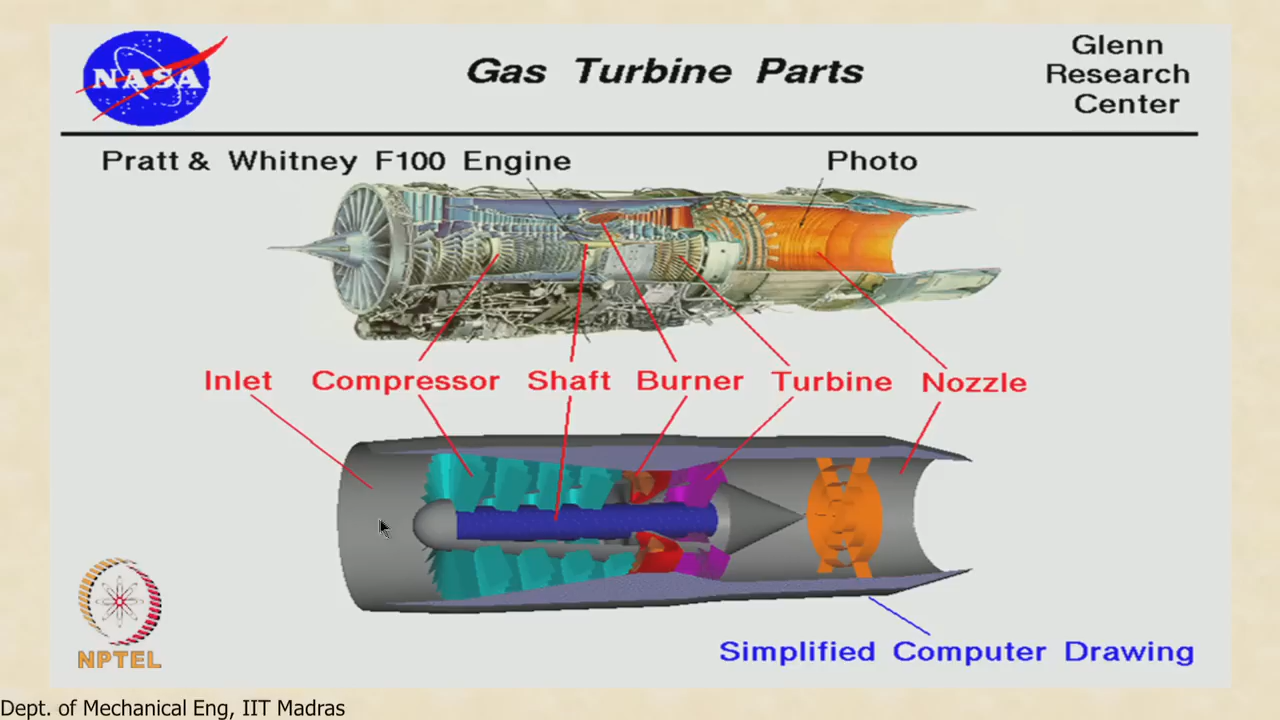 NASA
Gas Turbine Parts
Glenn
Research
Center
Pratt & Whitney F100 Engine
Photo
Inlet Compressor Shaft Burner Turbine Nozzle
Simplified Computer Drawing
NPTEL
Dept. of Mechanical Eng, IIT Madras